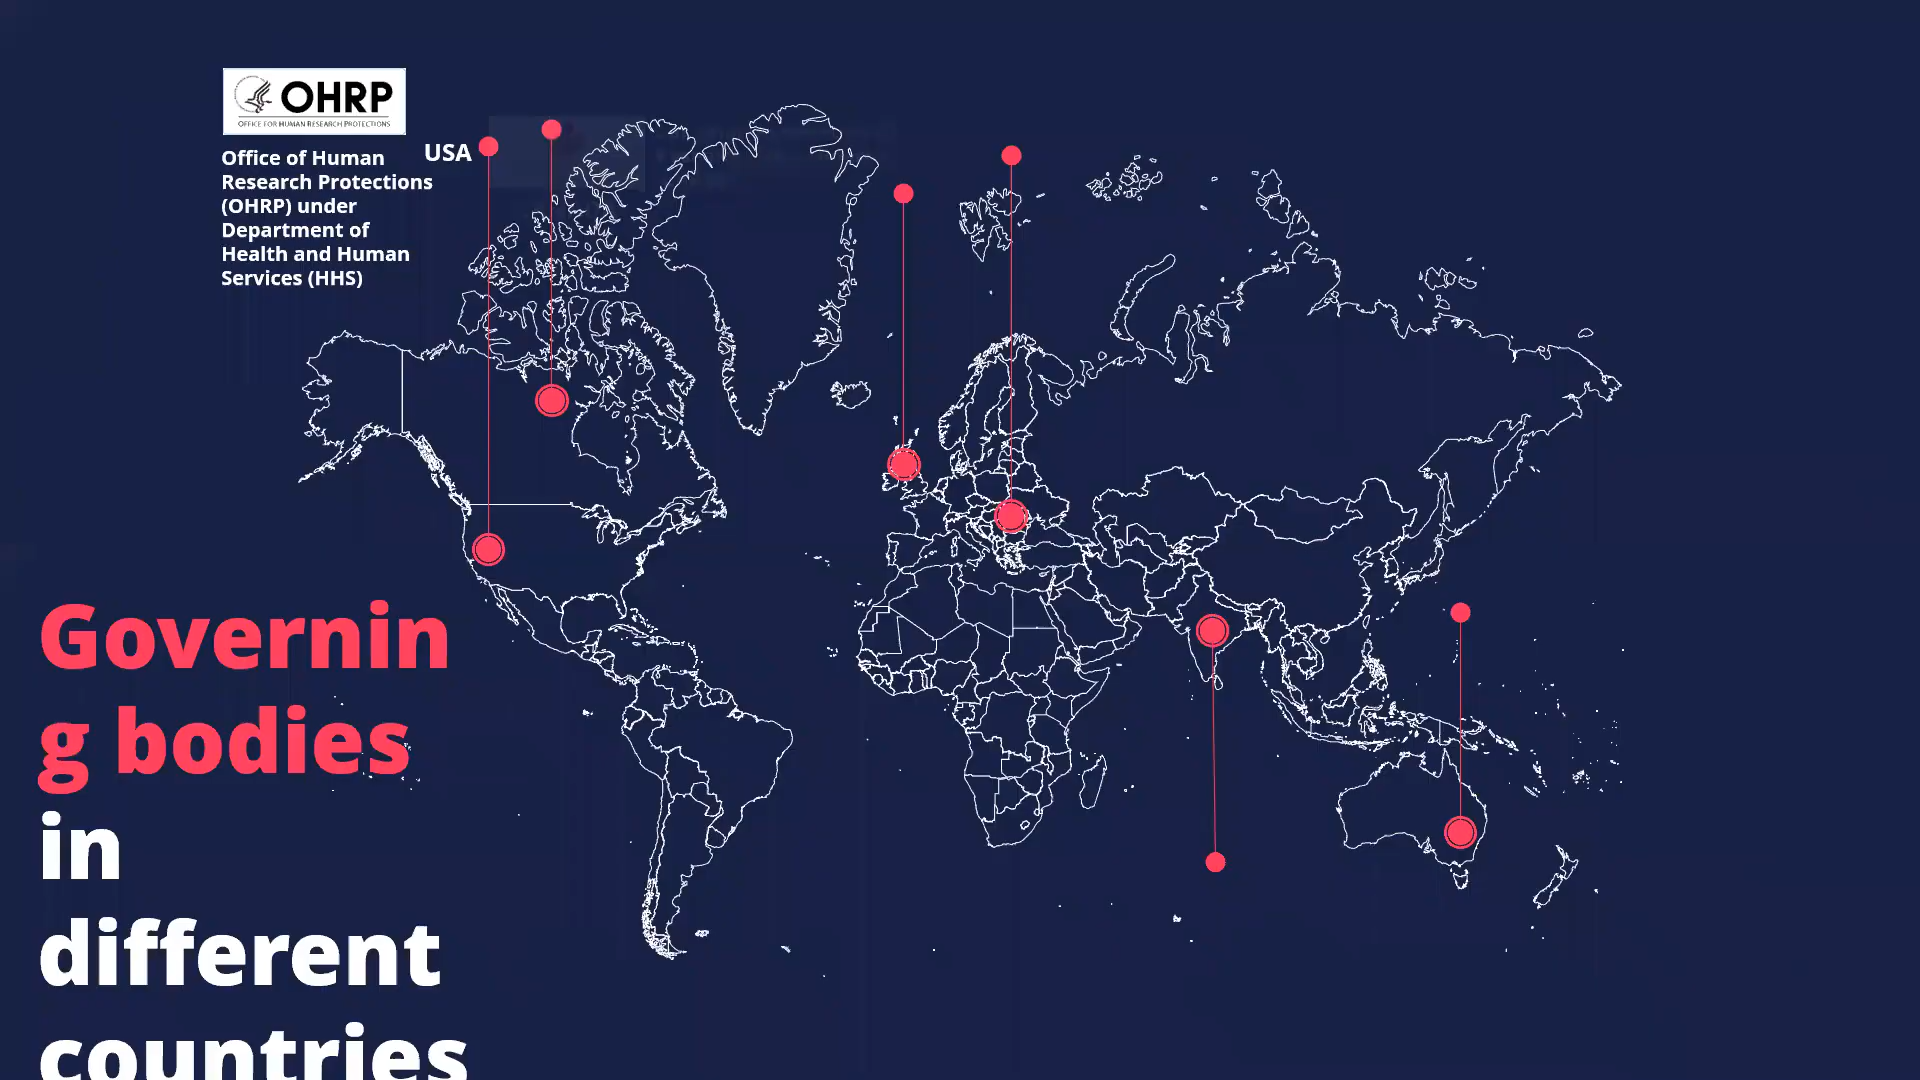 OHRP
OFFICE FOR HUMAN RESEARCH PROTECTIONS
USA
Office of Human
Research Protections
(OHRP) under
Department of
Health and Human
Services (HHS)
Governin
g bodies
in
different
countries